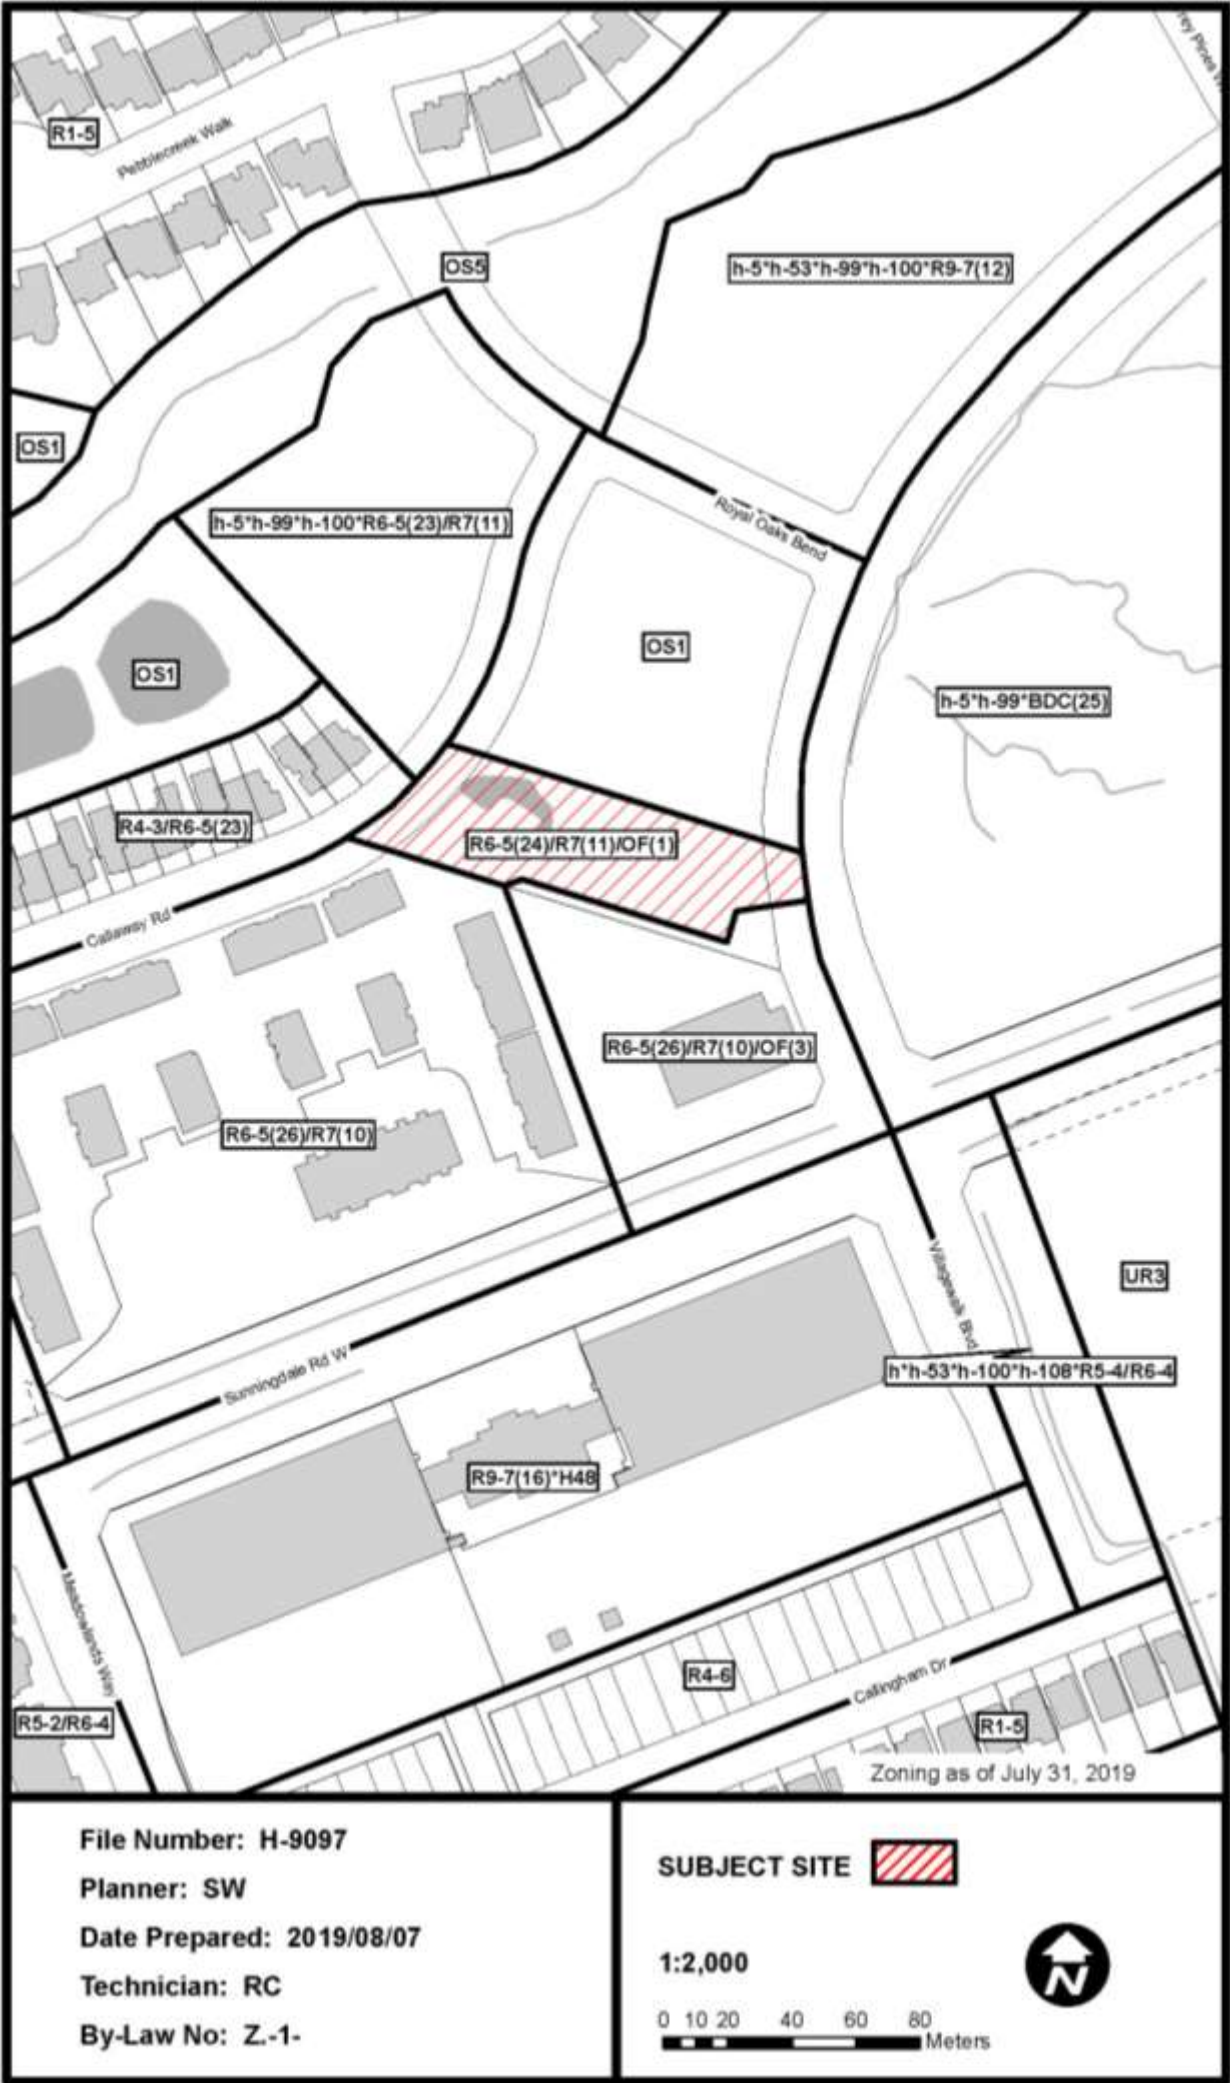 R1-5
Pebblecreek Walk
rey Pines W
OS5
h-5*h-53*h-99*h-100*R9-7(12)
OS1
h-5*h-99*h-100*R6-5(23)/R7(11)
Royal Oaks Bend
OS1
OS1
h-5*h-99*BDC(25)
R4-3/R6-5(23)
R6-5(24)/R7(11)/OF(1)
Callaway Rd
R6-5(26)/R7(10)/OF(3)
R6-5(26)/R7(10)
Villagewalk Blvd
UR3
Sunningdale Rd W
h*h-53*h-100*h-108*R5-4/R6-4
R9-7(16)*H48
Meadowlands Way
R4-6
Callingham Dr
R5-2/R6-4
R1-5
Zoning as of July 31, 2019
File Number: H-9097
Planner: SW
Date Prepared: 2019/08/07
Technician: RC
By-Law No: Z.-1-
SUBJECT SITE
1:2,000
N
0 10 20 40 60 80
Meters